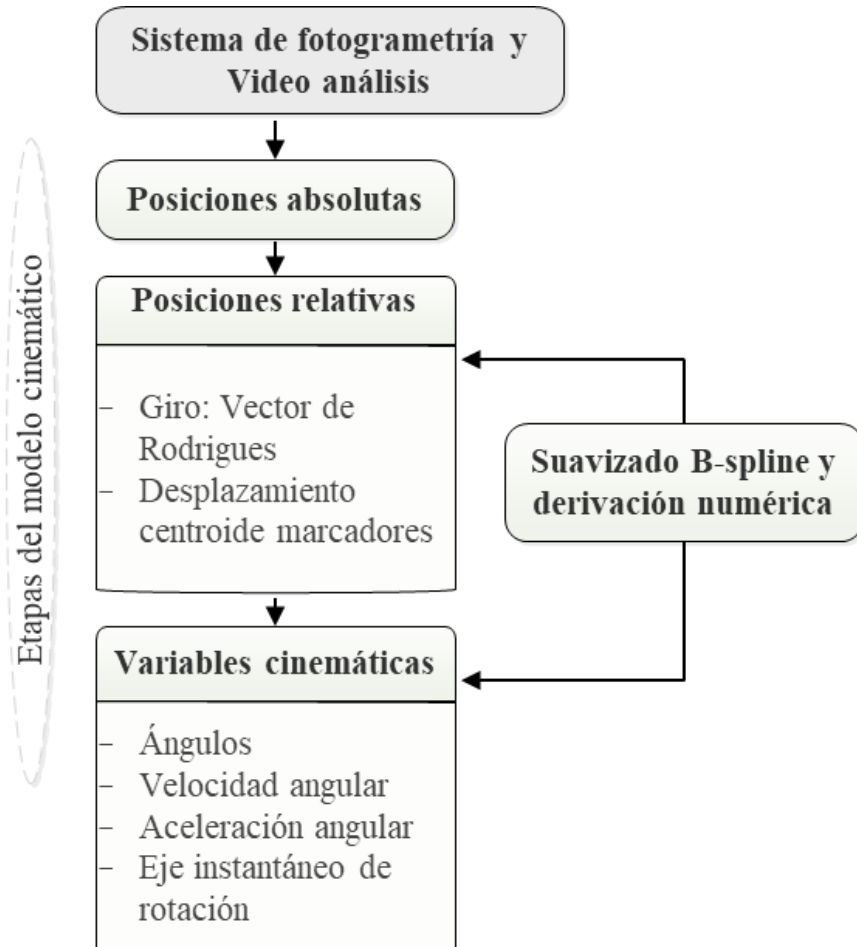 Sistema de fotogrametría y
Video análisis
Posiciones absolutas
Posiciones relativas
– Giro: Vector de
Rodrigues
– Desplazamiento
centroide marcadores
Suavizado B-spline y
derivación numérica
Variables cinemáticas
– Ángulos
– Velocidad angular
– Aceleración angular
– Eje instantáneo de
rotación
Etapas del modelo cinemático